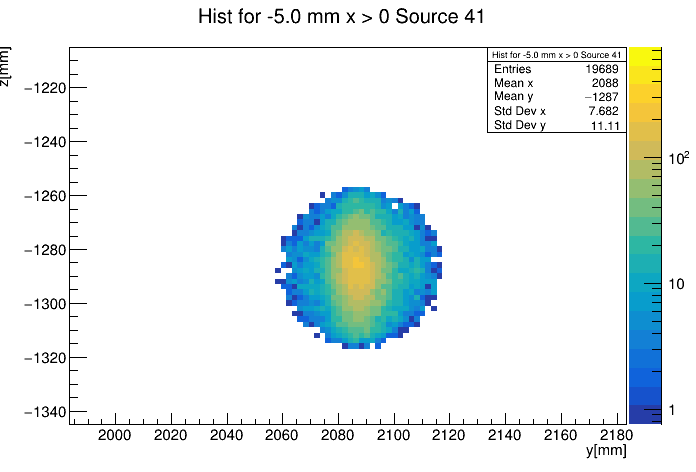 Hist for -5.0 mm x > 0 Source 41
z[mm]
Hist for -5.0 mm x > 0 Source 41
Entries 19689
Mean x 2088
Mean y −1287
Std Dev x 7.682
Std Dev y 11.11
−1220
−1240
−1260
−1280
−1300
−1320
−1340
10²
10
1
2000 2020 2040 2060 2080 2100 2120 2140 2160 2180
y[mm]